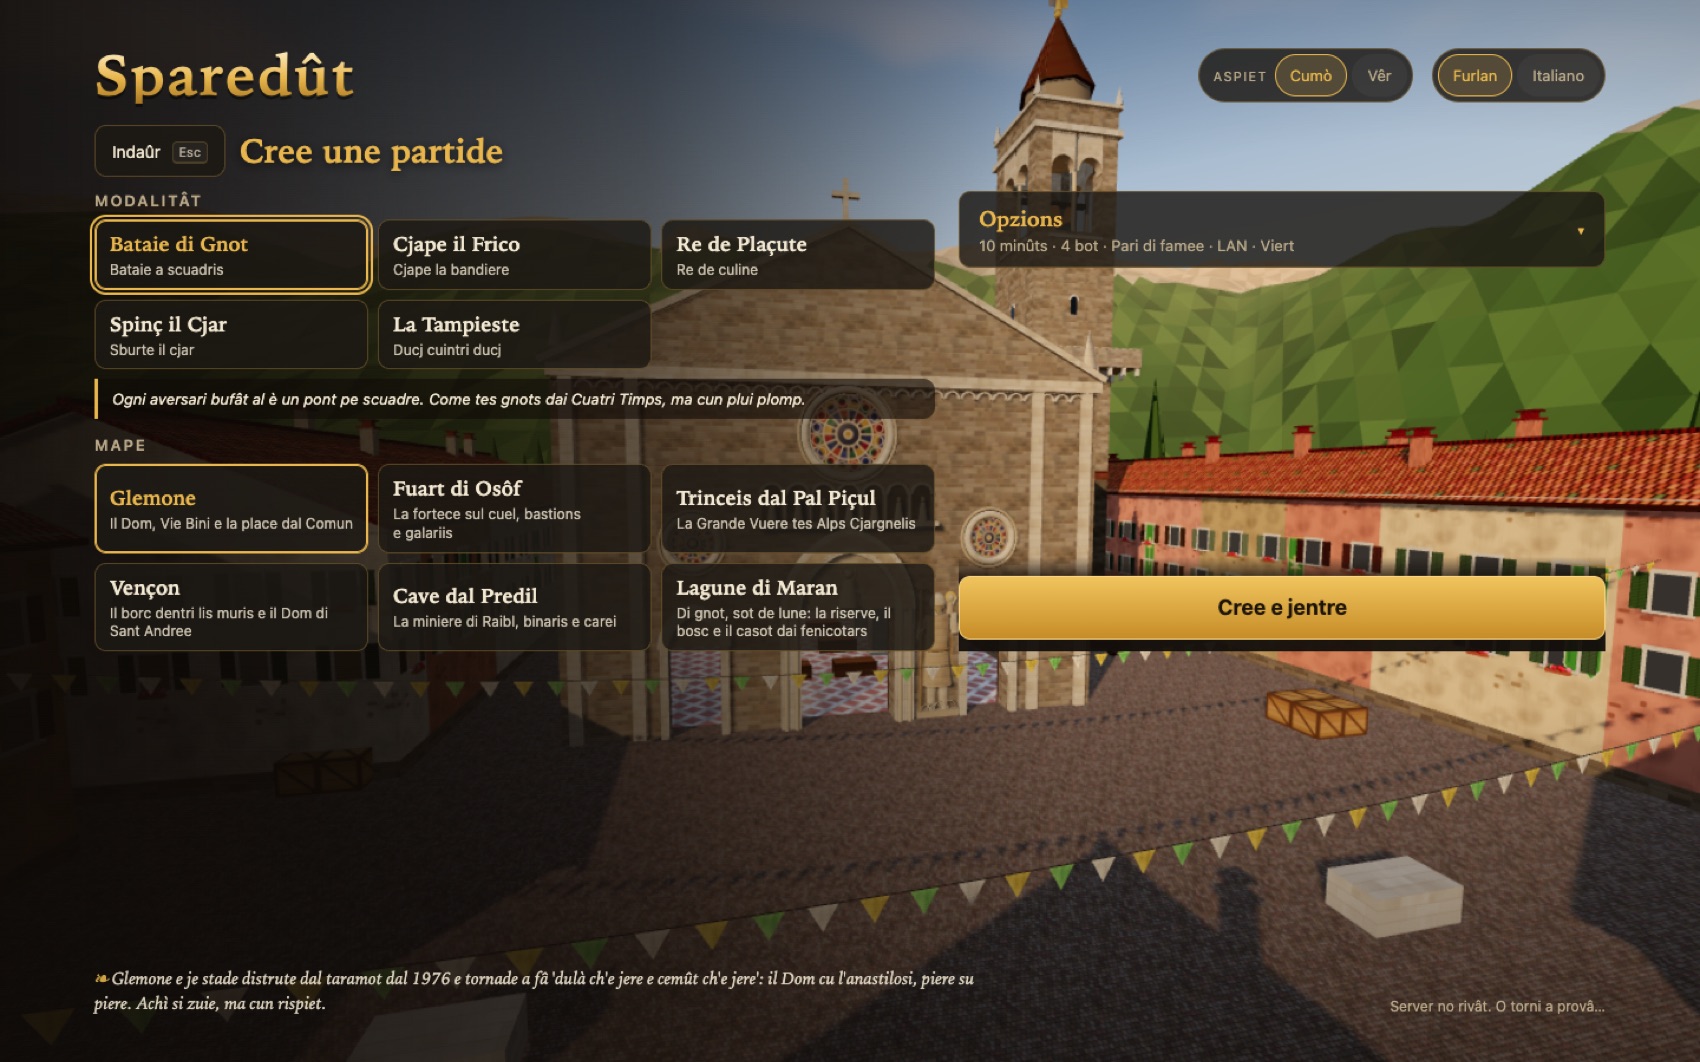 Sparedût
ASPIET Cumò Vêr
Furlan Italiano
Indaûr Esc
Cree une partide
MODALITÂT
Bataie di Gnot
Bataie a scuadris
Cjape il Frico
Cjape la bandiere
Re de Plaçute
Re de culine
Spinç il Cjar
Sburte il cjar
La Tampieste
Ducj cuintri ducj
Ogni aversari bufât al è un pont pe scuadre. Come tes gnots dai Cuatri Timps, ma cun plui plomp.
MAPE
Glemone
Il Dom, Vie Bini e la place dal Comun
Fuart di Osôf
La fortece sul cuel, bastions
e galariis
Trinceis dal Pal Piçul
La Grande Vuere tes Alps Cjargnelis
Vençon
Il borc dentri lis muris e il Dom di
Sant Andree
Cave dal Predil
La miniere di Raibl, binaris e carei
Lagune di Maran
Di gnot, sot de lune: la riserve, il
bosc e il casot dai fenicotars
Opzions
10 minûts · 4 bot · Pari di famee · LAN · Viert
Cree e jentre
Glemone e je stade distrute dal taramot dal 1976 e tornade a fâ 'dulà ch'e jere e cemût ch'e jere': il Dom cu l'anastilosi, piere su
piere. Achì si zuie, ma cun rispiet.
Server no rivât. O torni a provâ...